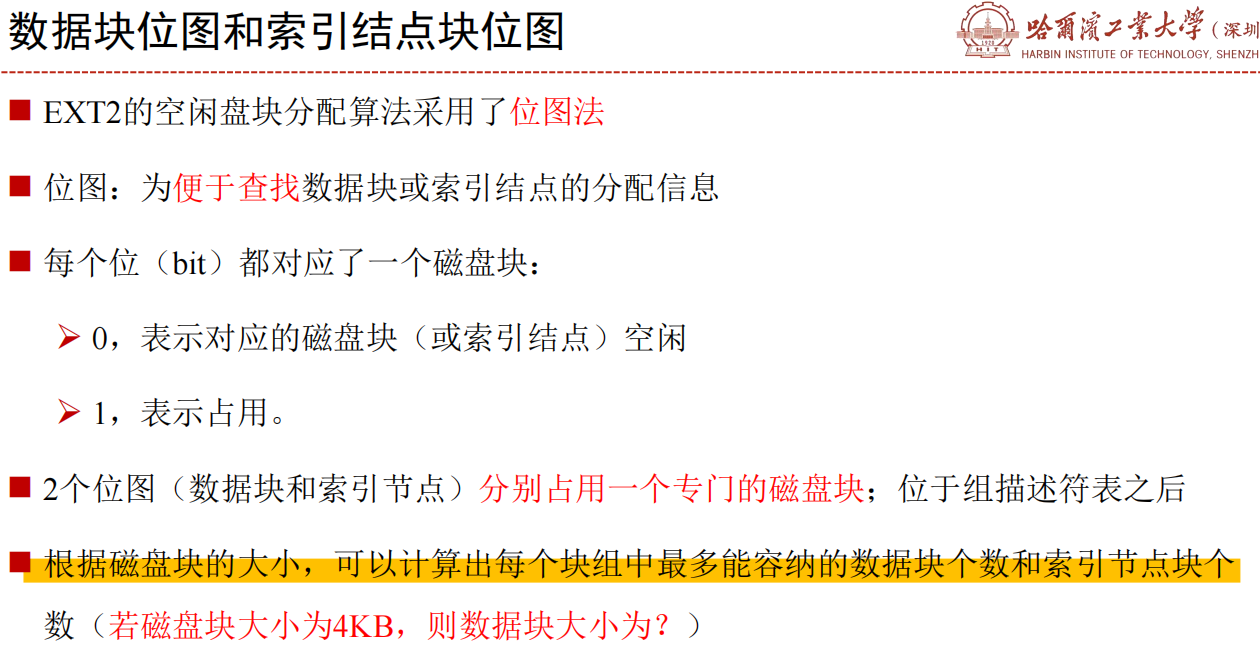 数据块位图和索引结点块位图
哈爾濱工業大學（深圳
HARBIN INSTITUTE OF TECHNOLOGY, SHENZH
1920
HIT
EXT2的空闲盘块分配算法采用了位图法
位图：为便于查找数据块或索引结点的分配信息
每个位（bit）都对应了一个磁盘块：
0，表示对应的磁盘块（或索引结点）空闲
1，表示占用。
2个位图（数据块和索引节点）分别占用一个专门的磁盘块；位于组描述符表之后
根据磁盘块的大小，可以计算出每个块组中最多能容纳的数据块个数和索引节点块个
数（若磁盘块大小为4KB，则数据块大小为？）